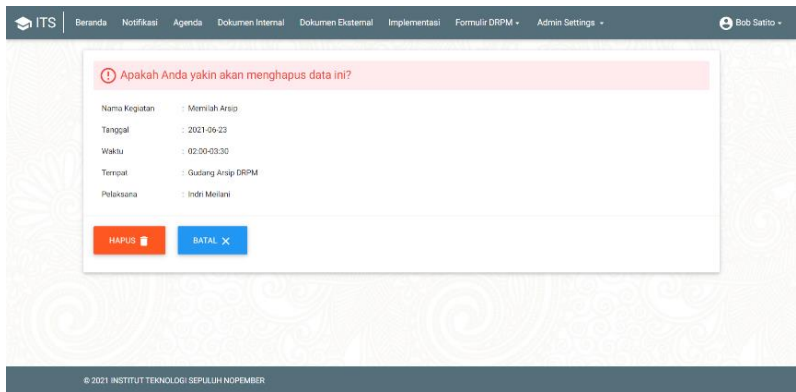 ITS Beranda Notifikasi Agenda Dokumen Internal Dokumen Eksternal Implementasi Formulir DRPM Admin Settings Bob Satito
Apakah Anda yakin akan menghapus data ini?
Nama Kegiatan : Memilah Arsip
Tanggal : 2021-06-23
Waktu : 02:00-03:30
Tempat : Gudang Arsip DRPM
Pelaksana : Indri Meilani
HAPUS BATAL
© 2021 INSTITUT TEKNOLOGI SEPULUH NOPEMBER